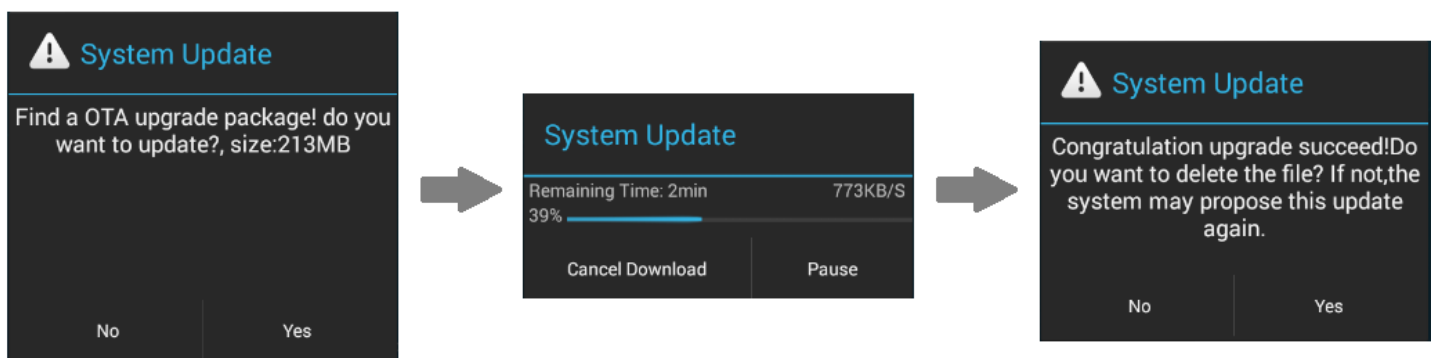 System Update
Find a OTA upgrade package! do you
want to update?, size:213MB
No
Yes
System Update
Remaining Time: 2min
773KB/S
39%
Cancel Download
Pause
System Update
Congratulation upgrade succeed!Do
you want to delete the file? If not,the
system may propose this update
again.
No
Yes